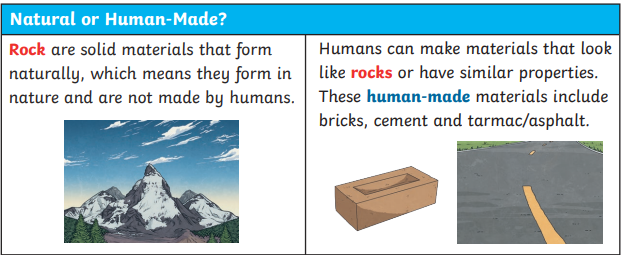 Natural or Human-Made?
Rock are solid materials that form
naturally, which means they form in
nature and are not made by humans.
Humans can make materials that look
like rocks or have similar properties.
These human-made materials include
bricks, cement and tarmac/asphalt.